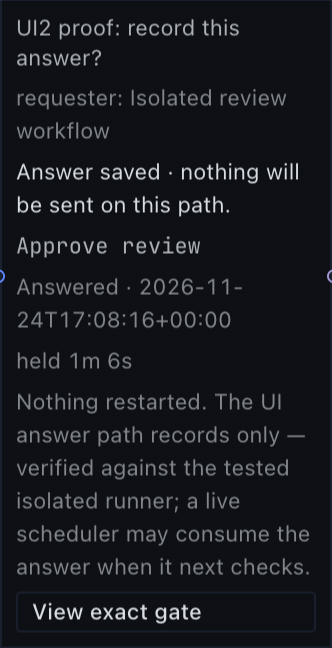 UI2 proof: record this
answer?
requester: Isolated review
workflow
Answer saved · nothing will
be sent on this path.
Approve review
Answered · 2026-11-
24T17:08:16+00:00
held 1m 6s
Nothing restarted. The UI
answer path records only —
verified against the tested
isolated runner; a live
scheduler may consume the
answer when it next checks.
View exact gate